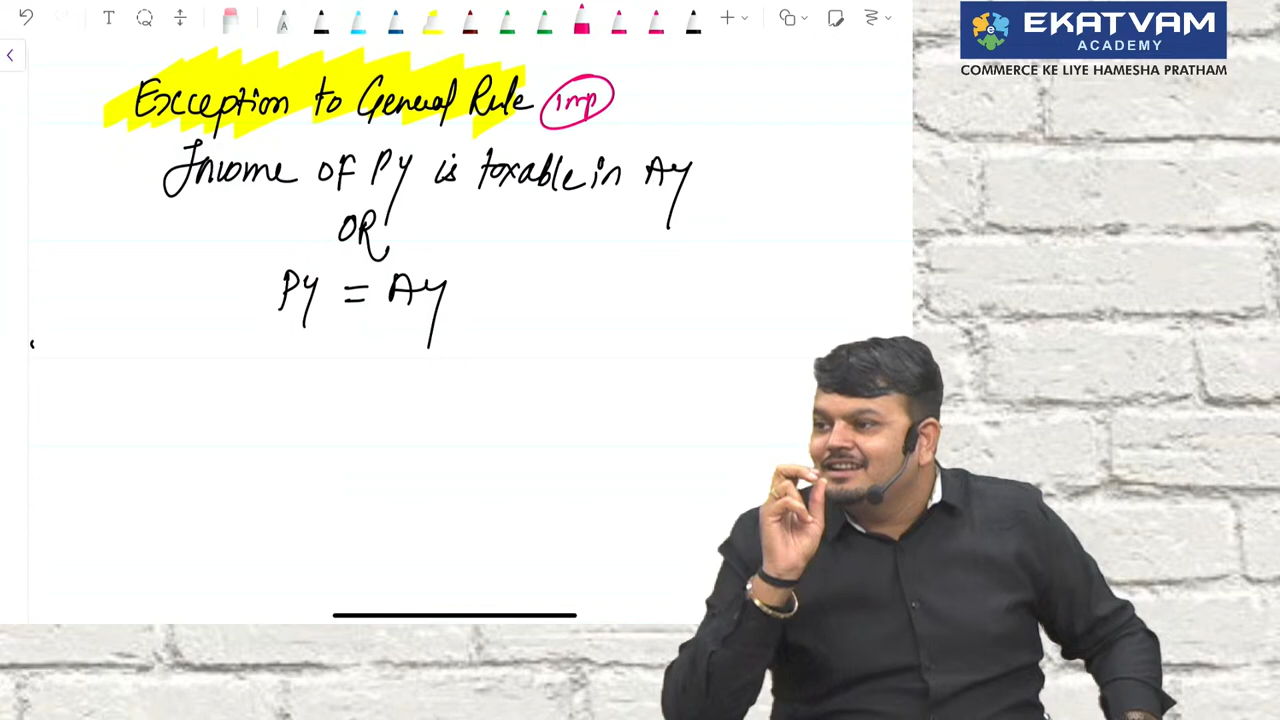 EKATVAM
ACADEMY
COMMERCE KE LIYE HAMESHA PRATHAM
Exception to General Rule Imp
Income of PY is taxable in AY
OR
PY = AY